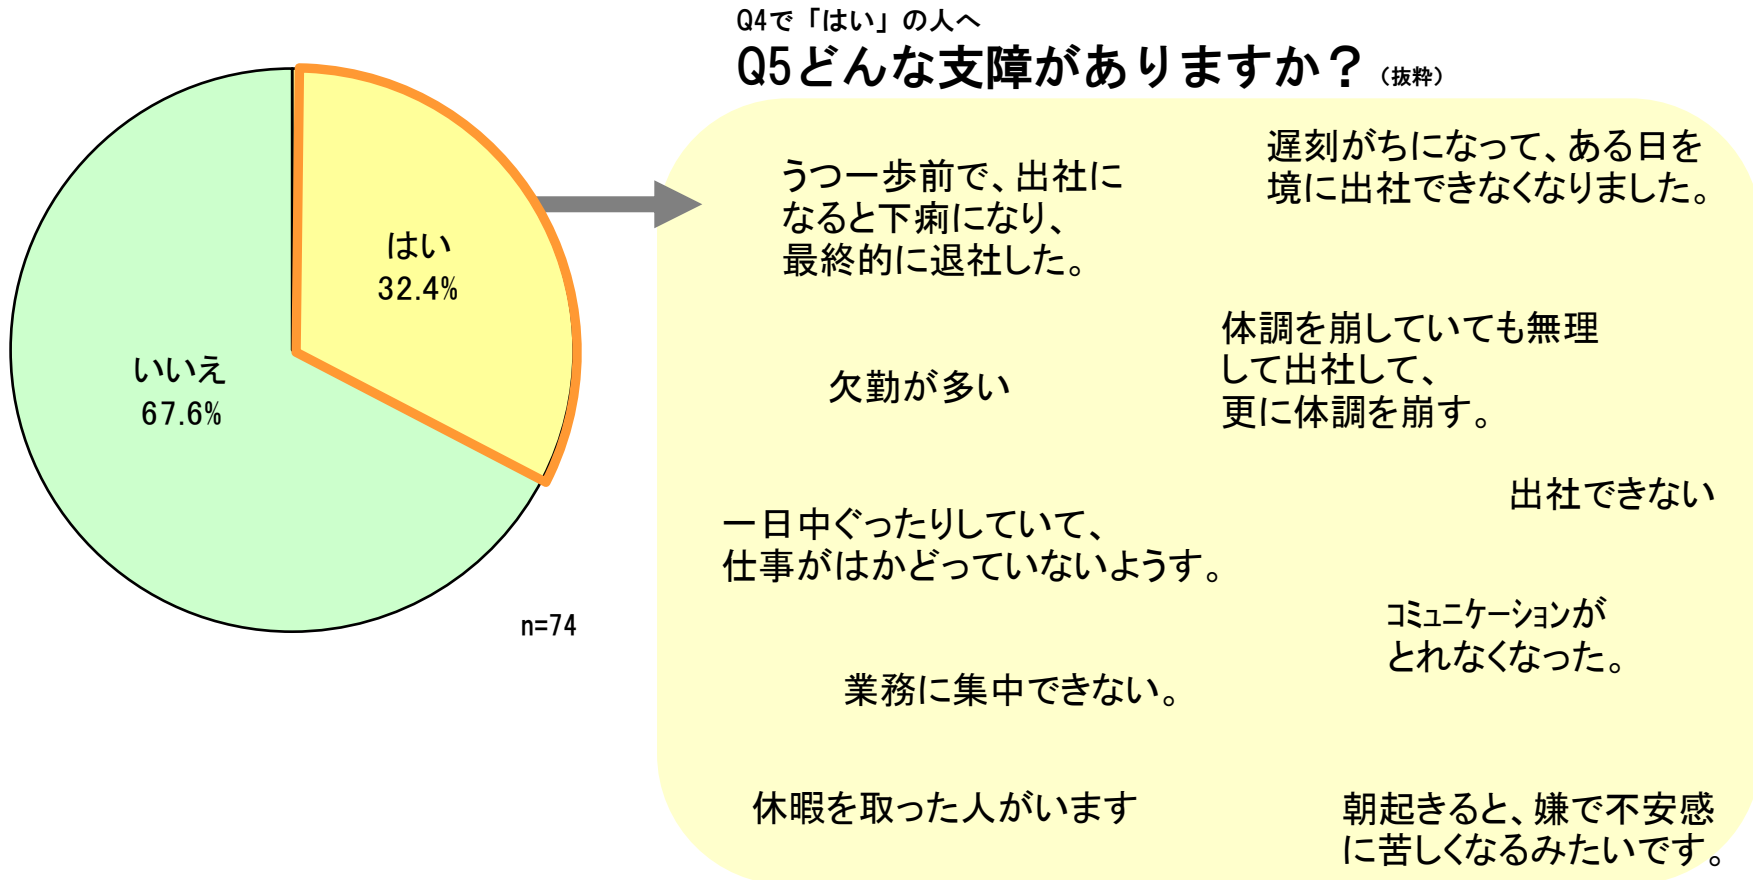 Q4で「はい」の人へ
Q5どんな支障がありますか？（抜粋）
はい
32.4%
いいえ
67.6%
n=74
うつ一歩前で、出社に
なると下痢になり、
最終的に退社した。
遅刻がちになって、ある日を
境に出社できなくなりました。
欠勤が多い
体調を崩していても無理
して出社して、
更に体調を崩す。
出社できない
一日中ぐったりしていて、
仕事がはかどっていないようす。
ｺﾐｭﾆｹｰｼｮﾝが
とれなくなった。
業務に集中できない。
休暇を取った人がいます
朝起きると、嫌で不安感
に苦しくなるみたいです。